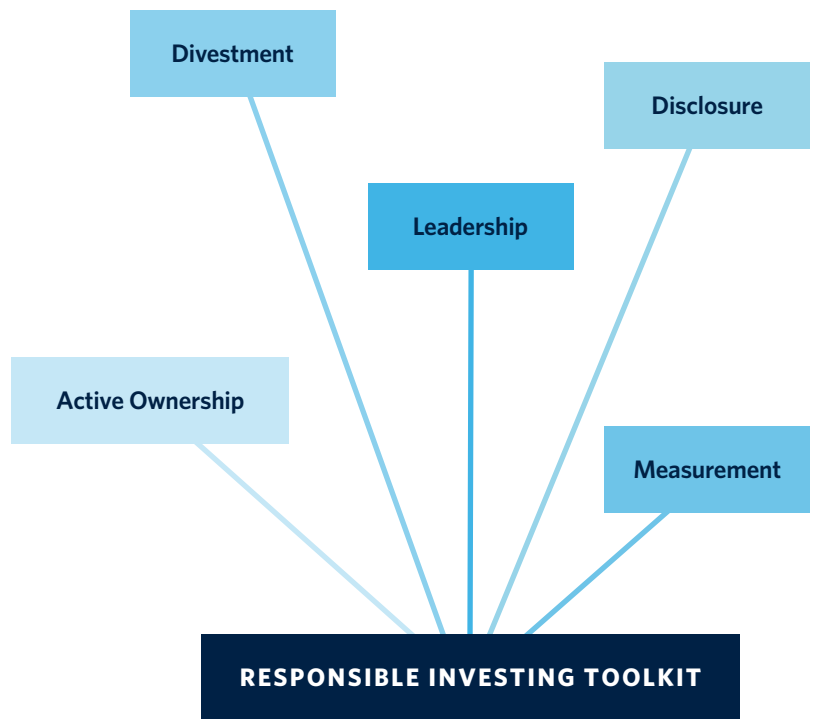 Divestment
Disclosure
Leadership
Active Ownership
Measurement
RESPONSIBLE INVESTING TOOLKIT